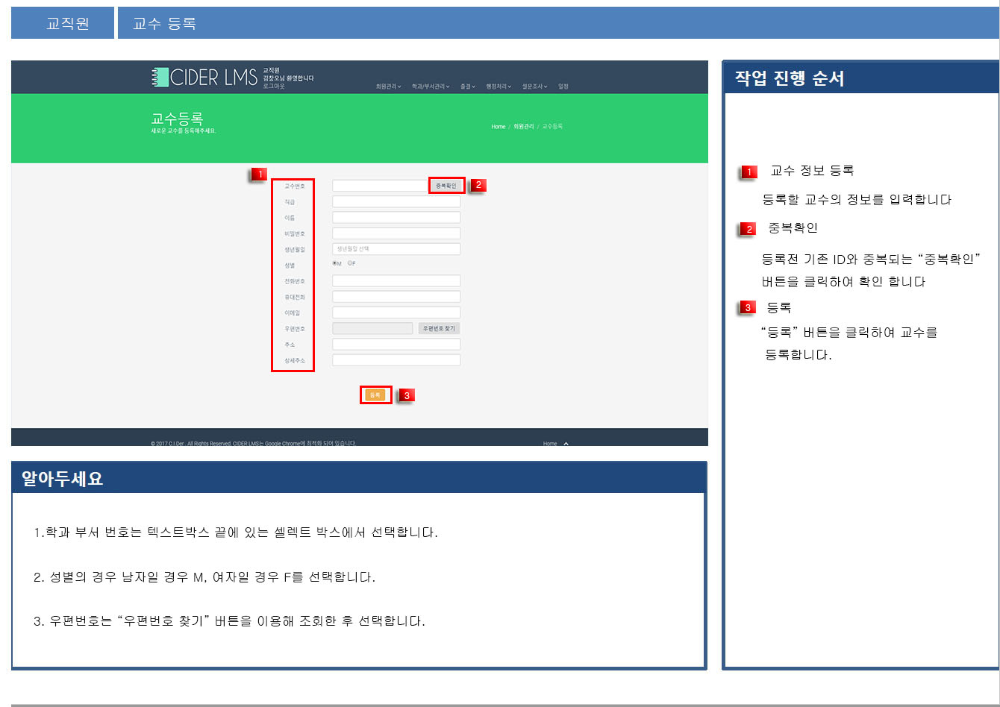 교직원
교수 등록
CIDER LMS
교직원
김창오님 환영합니다
로그아웃
회원관리 학과/부서관리 출결 행정처리 설문조사 일정
교수등록
새로운 교수를 등록해주세요.
Home / 회원관리 / 교수등록
1
교수번호
중복확인
2
직급
이름
비밀번호
생년월일
생년월일 선택
성별
M F
전화번호
휴대전화
이메일
우편번호
우편번호 찾기
주소
상세주소
등록
3
© 2017 C.I.Der . All Rights Reserved. CIDER LMS는 Google Chrome에 최적화 되어 있습니다.
Home
작업 진행 순서
1 교수 정보 등록
등록할 교수의 정보를 입력합니다
2 중복확인
등록전 기존 ID와 중복되는 “중복확인”
버튼을 클릭하여 확인 합니다
3 등록
“등록” 버튼을 클릭하여 교수를
등록합니다.
알아두세요
1.학과 부서 번호는 텍스트박스 끝에 있는 셀렉트 박스에서 선택합니다.
2. 성별의 경우 남자일 경우 M, 여자일 경우 F를 선택합니다.
3. 우편번호는 “우편번호 찾기” 버튼을 이용해 조회한 후 선택합니다.